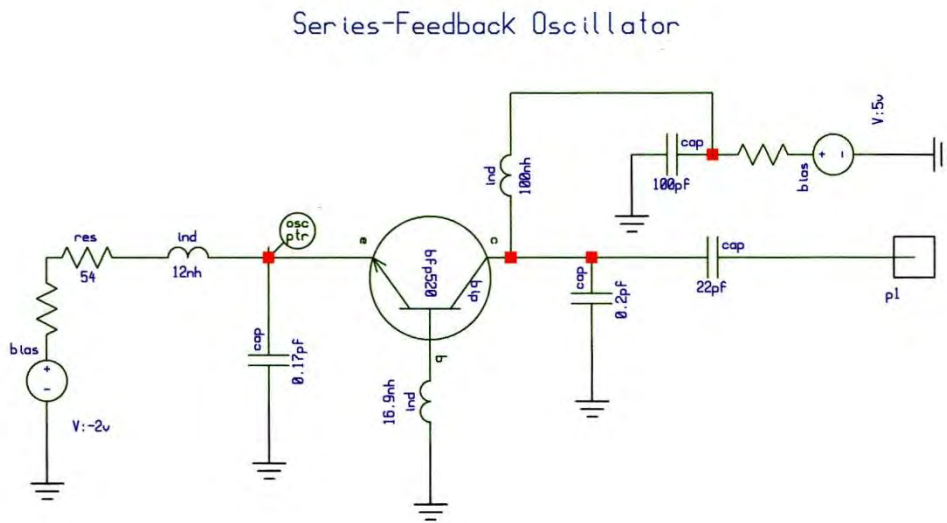 Series-Feedback Oscillator
V:5v
cap
100pf
bias
+ -
ind
100nh
osc
ptr
res
54
ind
12nh
e
c
bfp520
bip
b
cap
22pf
p1
cap
0.2pf
cap
0.17pf
bias
+
-
V:-2v
16.9nh
ind